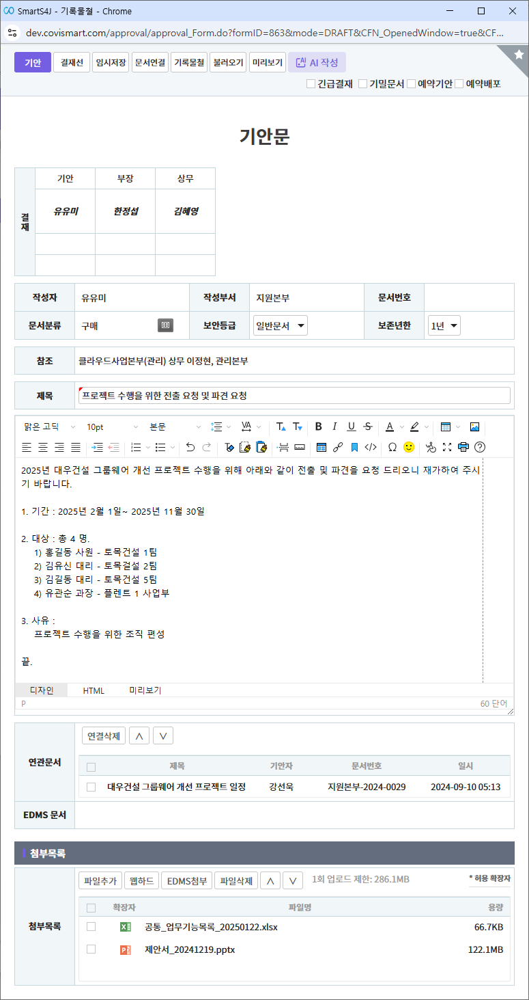 SmartS4J - 기록물철 - Chrome
dev.covismart.com/approval/approval_Form.do?formID=863&mode=DRAFT&CFN_OpenedWindow=true&CF...
기안 결재선 임시저장 문서연결 기록물철 불러오기 미리보기 AI 작성
긴급결재 기밀문서 예약기안 예약배포
기안문
결재
기안 부장 상무
유유미 한정섭 김혜영
작성자 유유미 작성부서 지원본부 문서번호
문서분류 구매 보안등급 일반문서 보존년한 1년
참조 클라우드사업본부(관리) 상무 이정현, 관리본부
제목 프로젝트 수행을 위한 전출 요청 및 파견 요청
맑은 고딕 10pt 본문
2025년 대우건설 그룹웨어 개선 프로젝트 수행을 위해 아래와 같이 전출 및 파견을 요청 드리오니 재가하여 주시
기 바랍니다.
1. 기간 : 2025년 2월 1일~ 2025년 11월 30일
2. 대상 : 총 4 명.
1) 홍길동 사원 - 토목건설 1팀
2) 김유신 대리 - 토목걸설 2팀
3) 김길동 대리 - 토목건설 5팀
4) 유관순 과장 - 플렌트 1 사업부
3. 사유 :
프로젝트 수행을 위한 조직 편성
끝.
디자인 HTML 미리보기
P 60 단어
연관문서
연결삭제
제목 기안자 문서번호 일시
대우건설 그룹웨어 개선 프로젝트 일정 강선욱 지원본부-2024-0029 2024-09-10 05:13
EDMS 문서
첨부목록
첨부목록
파일추가 웹하드 EDMS첨부 파일삭제 1회 업로드 제한: 286.1MB * 허용 확장자
확장자 파일명 용량
공통_업무기능목록_20250122.xlsx 66.7KB
제안서_20241219.pptx 122.1MB